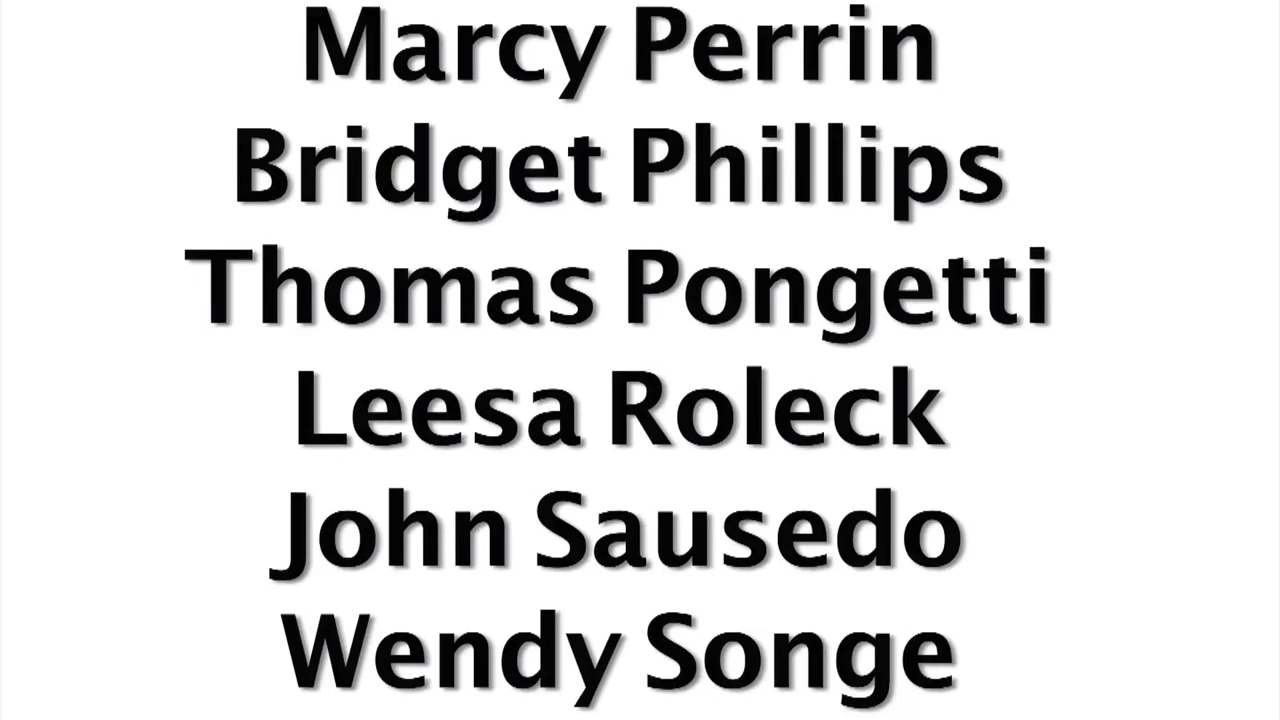 Marcy Perrin
Bridget Phillips
Thomas Pongetti
Leesa Roleck
John Sausedo
Wendy Songe